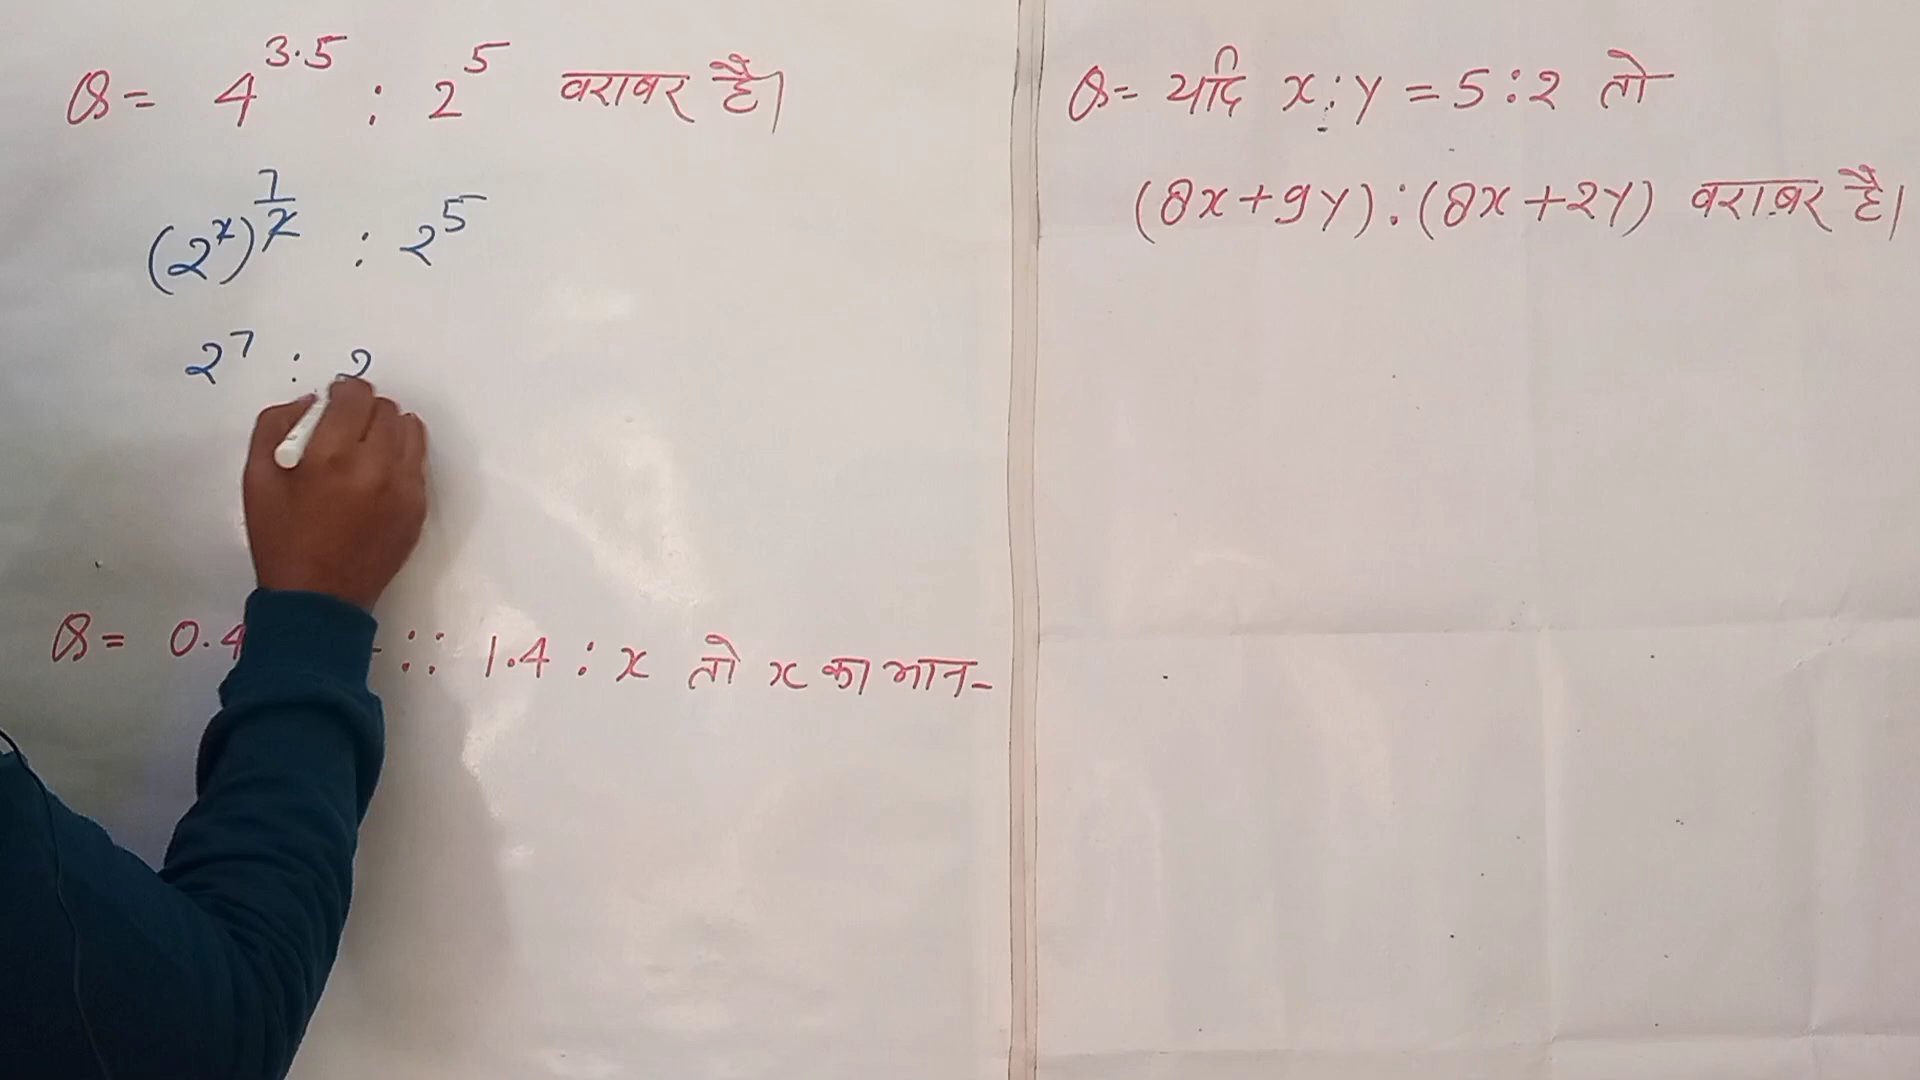 Q= 4^3.5 : 2^5 बराबर है।
(2^2)^7/2 : 2^5
2^7 : 2
Q= 0.4 :: 1.4 : x तो x का मान-
Q= यदि x:y = 5:2 तो
(8x+9y):(8x+2y) बराबर है।